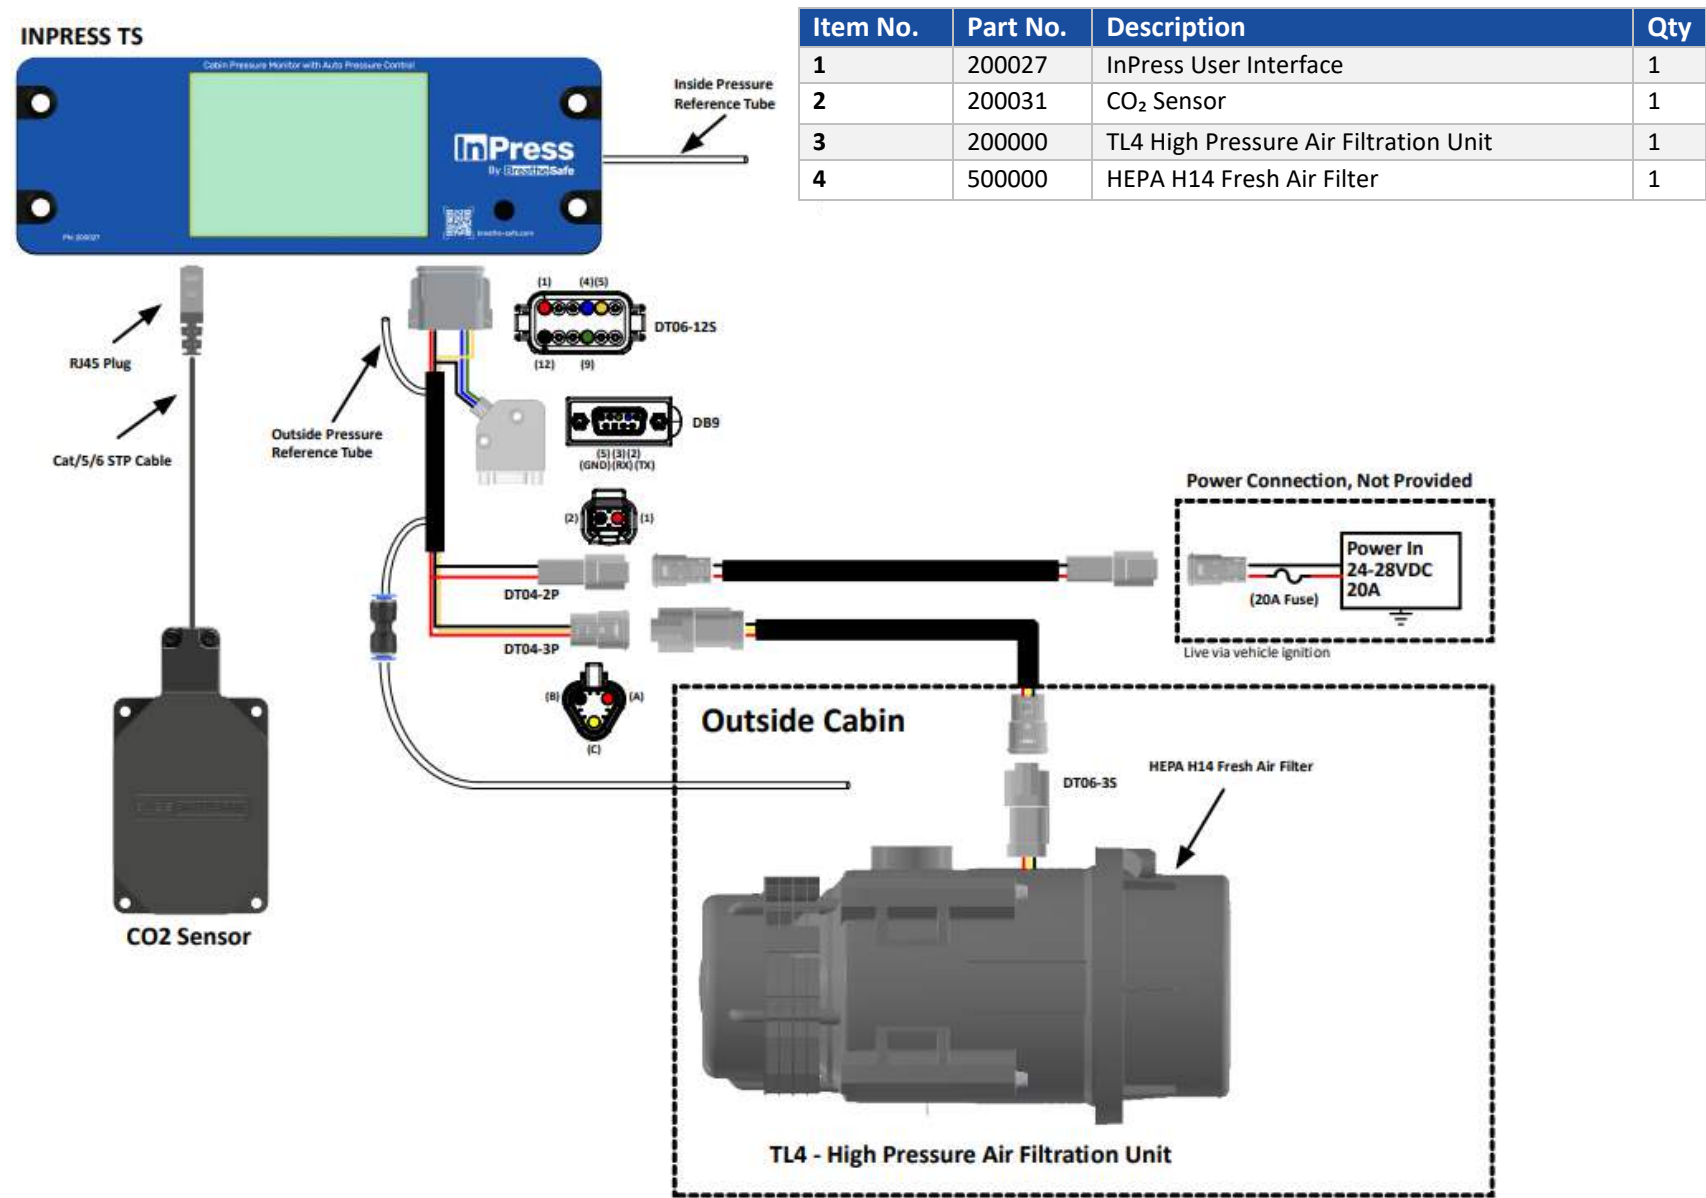 INPRESS TS
Cabin Pressure Monitor with Auto Pressure Control
InPress
By BreatheSafe
PN: 200027
breathe-safe.com
Inside Pressure
Reference Tube
Item No. Part No. Description Qty
1 200027 InPress User Interface 1
2 200031 CO₂ Sensor 1
3 200000 TL4 High Pressure Air Filtration Unit 1
4 500000 HEPA H14 Fresh Air Filter 1
RJ45 Plug
Cat/5/6 STP Cable
Outside Pressure
Reference Tube
(1) (4)(5)
DT06-12S
(12) (9)
DB9
(5)(3)(2)
(GND)(RX)(TX)
(2) (1)
DT04-2P
DT04-3P
(B) (A)
(C)
Power Connection, Not Provided
Power In
24-28VDC
20A
(20A Fuse)
Live via vehicle ignition
Outside Cabin
DT06-3S
HEPA H14 Fresh Air Filter
CO2 Sensor
TL4 - High Pressure Air Filtration Unit